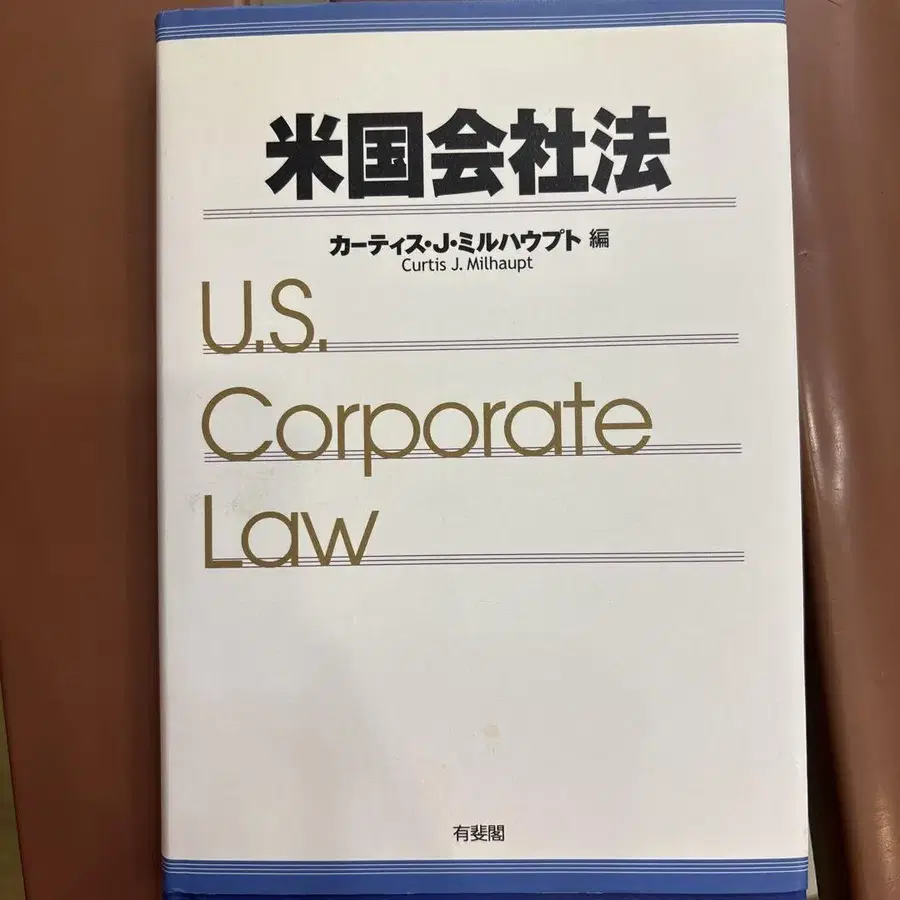 米国会社法
カーティス・J・ミルハウプト 編
Curtis J. Milhaupt
U.S.
Corporate
Law
有斐閣